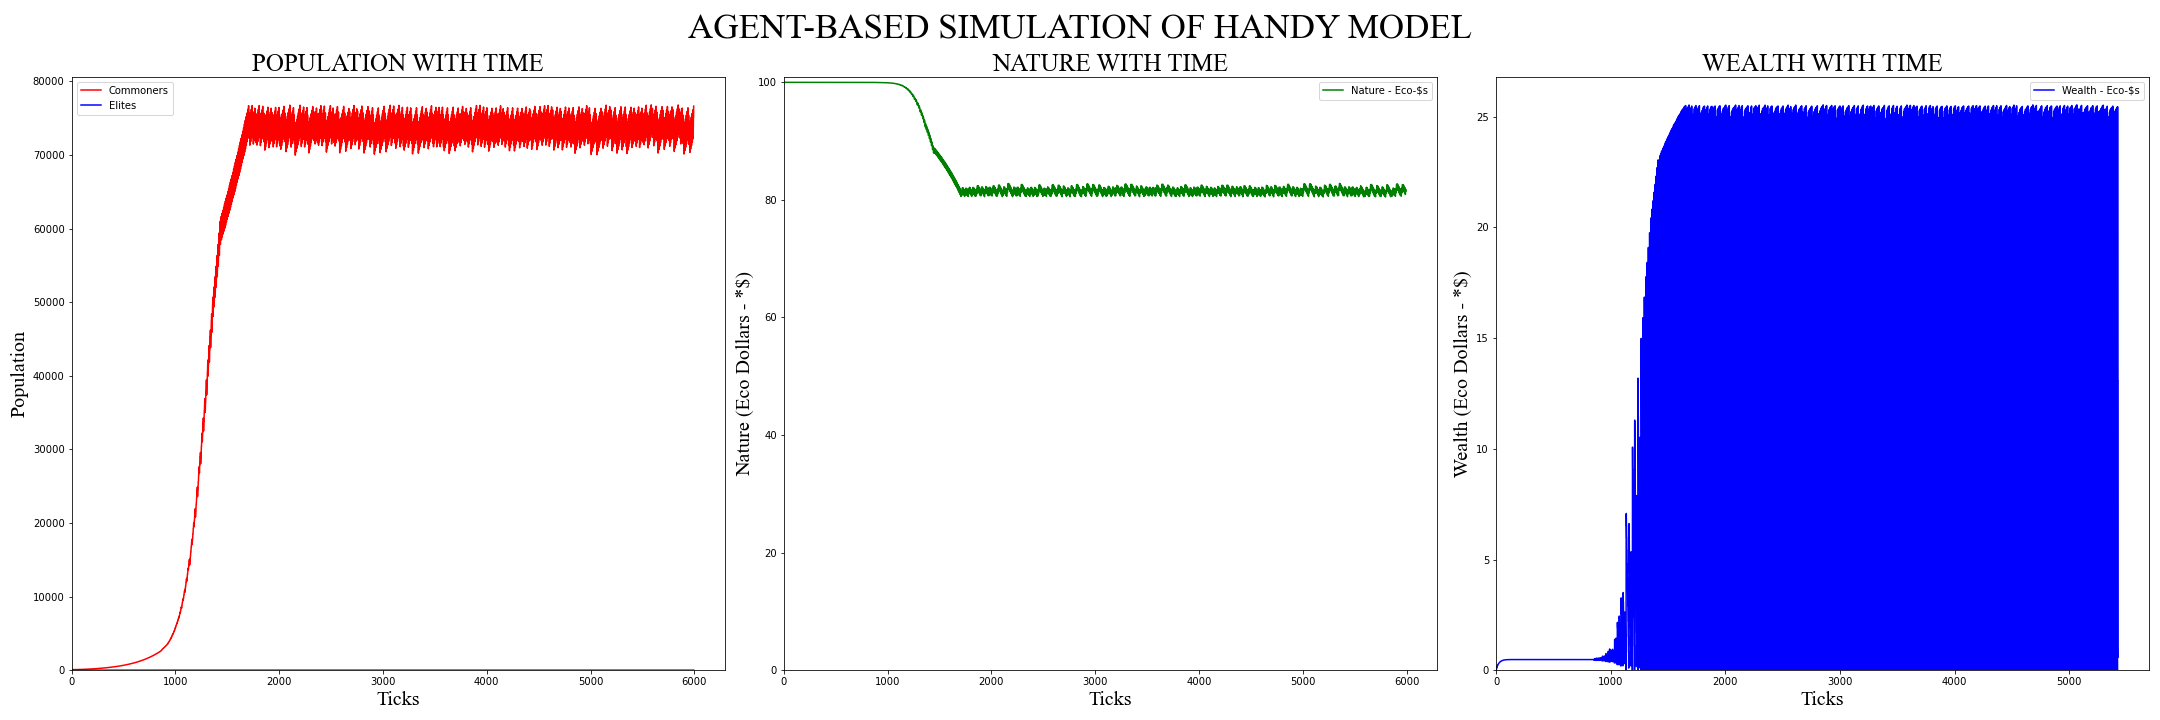 AGENT-BASED SIMULATION OF HANDY MODEL
POPULATION WITH TIME
Commoners
Elites
Population
80000
70000
60000
50000
40000
30000
20000
10000
0
0 1000 2000 3000 4000 5000 6000
Ticks
NATURE WITH TIME
Nature - Eco-$s
Nature (Eco Dollars - *$)
100
80
60
40
20
0
0 1000 2000 3000 4000 5000 6000
Ticks
WEALTH WITH TIME
Wealth - Eco-$s
Wealth (Eco Dollars - *$)
25
20
15
10
5
0
0 1000 2000 3000 4000 5000
Ticks